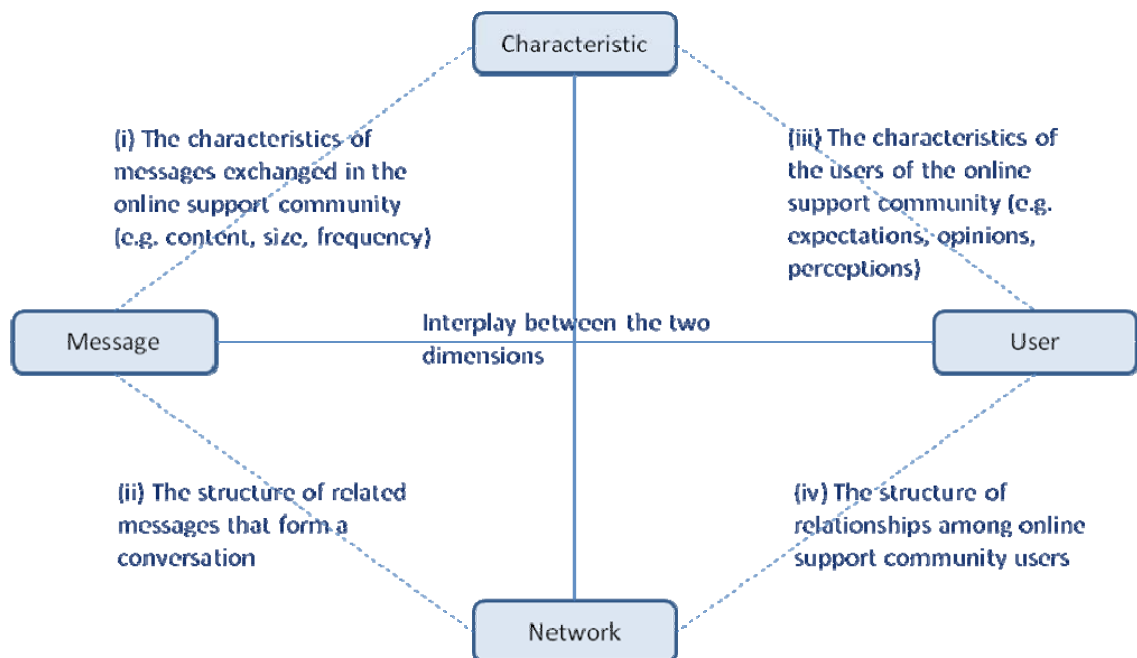 Characteristic
(i) The characteristics of
messages exchanged in the
online support community
(e.g. content, size, frequency)
(iii) The characteristics of
the users of the online
support community (e.g.
expectations, opinions,
perceptions)
Message
Interplay between the two
dimensions
User
(ii) The structure of related
messages that form a
conversation
(iv) The structure of
relationships among online
support community users
Network